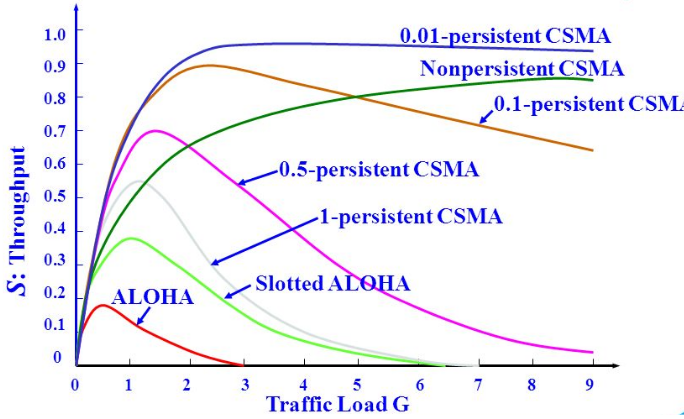 1.0
0.01-persistent CSMA
0.9
Nonpersistent CSMA
0.8
0.1-persistent CSMA
0.7
0.6
0.5-persistent CSMA
0.5
0.4
1-persistent CSMA
0.3
Slotted ALOHA
0.2
ALOHA
0.1
0
S: Throughput
0 1 2 3 4 5 6 7 8 9
Traffic Load G